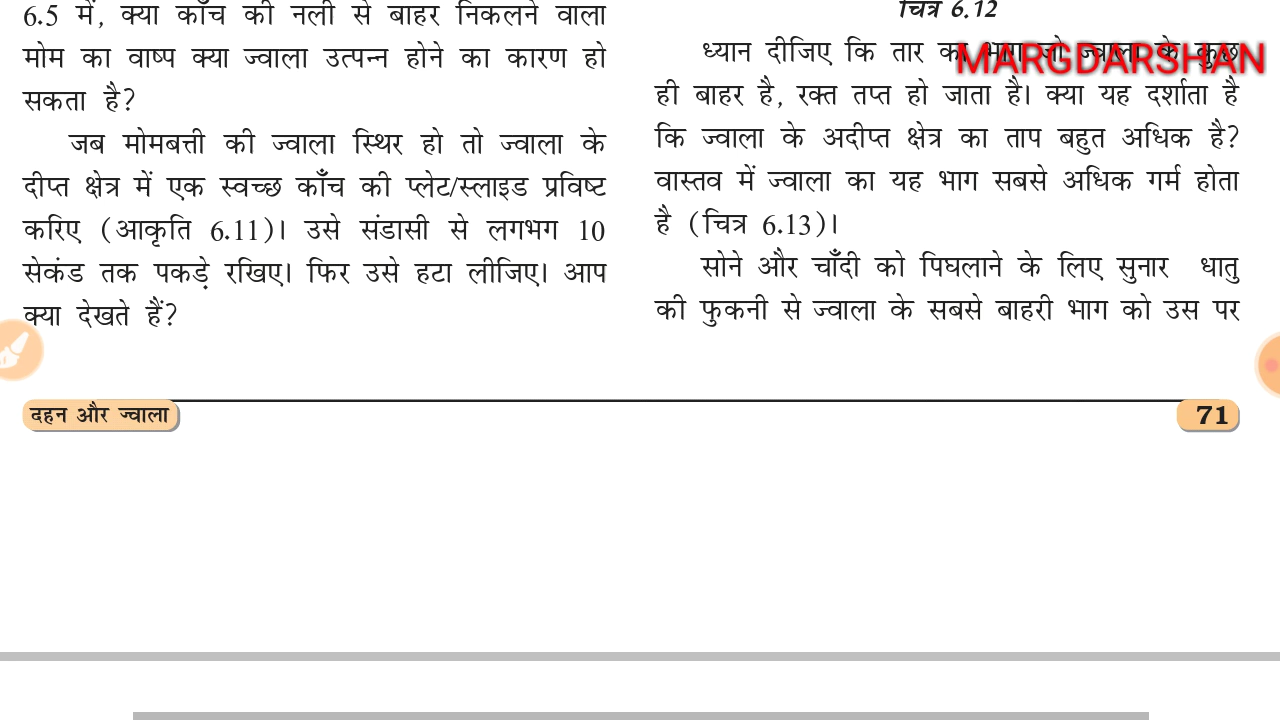 6.5 में, क्या काँच की नली से बाहर निकलने वाला
मोम का वाष्प क्या ज्वाला उत्पन्न होने का कारण हो
सकता है?
जब मोमबत्ती की ज्वाला स्थिर हो तो ज्वाला के
दीप्त क्षेत्र में एक स्वच्छ काँच की प्लेट/स्लाइड प्रविष्ट
करिए (आकृति 6.11)। उसे संडासी से लगभग 10
सेकंड तक पकड़े रखिए। फिर उसे हटा लीजिए। आप
क्या देखते हैं?
चित्र 6.12
MARGDARSHAN
ध्यान दीजिए कि तार का भाग जो ज्वाला के कुछ
ही बाहर है, रक्त तप्त हो जाता है। क्या यह दर्शाता है
कि ज्वाला के अदीप्त क्षेत्र का ताप बहुत अधिक है?
वास्तव में ज्वाला का यह भाग सबसे अधिक गर्म होता
है (चित्र 6.13)।
सोने और चाँदी को पिघलाने के लिए सुनार धातु
की फुकनी से ज्वाला के सबसे बाहरी भाग को उस पर
दहन और ज्वाला
71